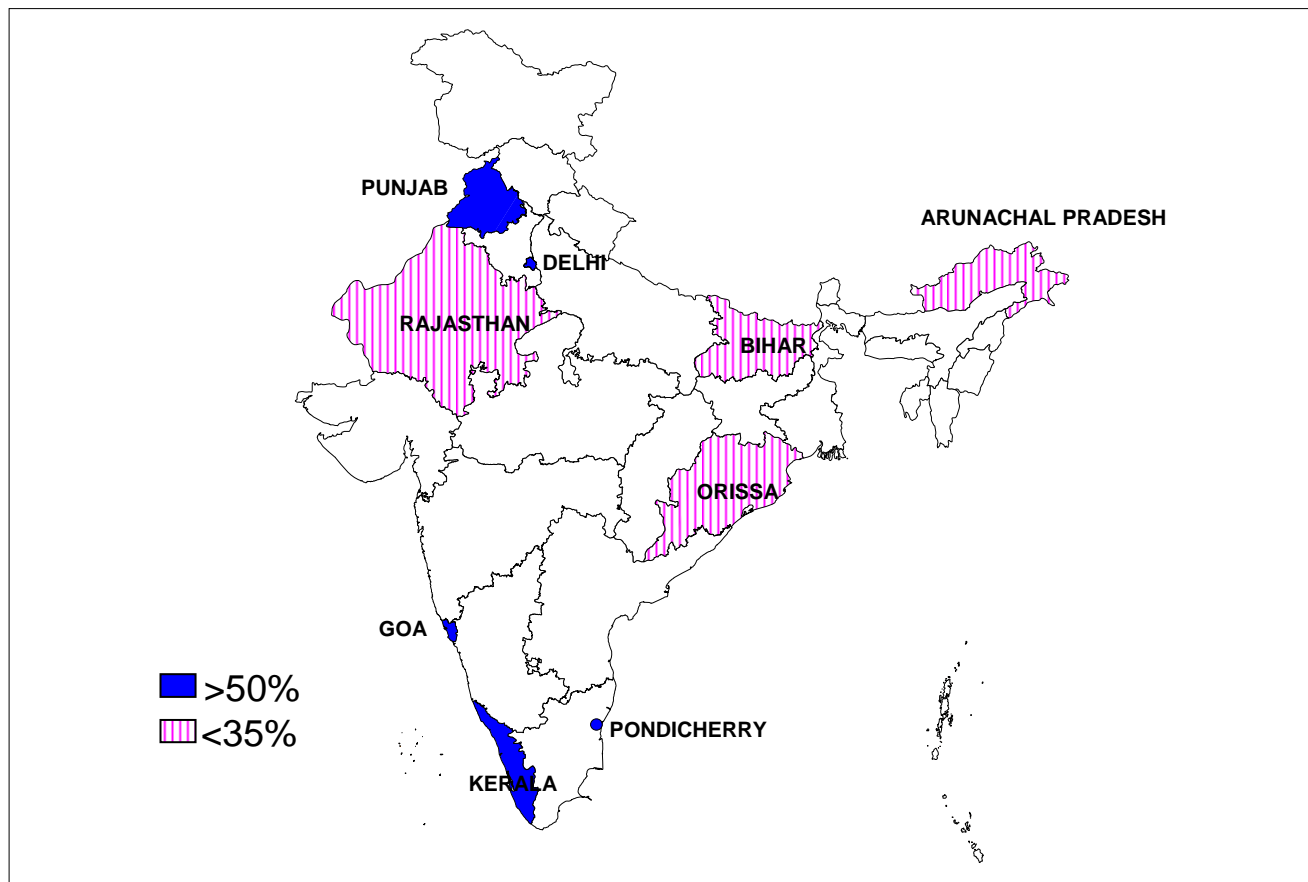 PUNJAB
ARUNACHAL PRADESH
DELHI
RAJASTHAN
BIHAR
ORISSA
GOA
>50%
<35%
PONDICHERRY
KERALA